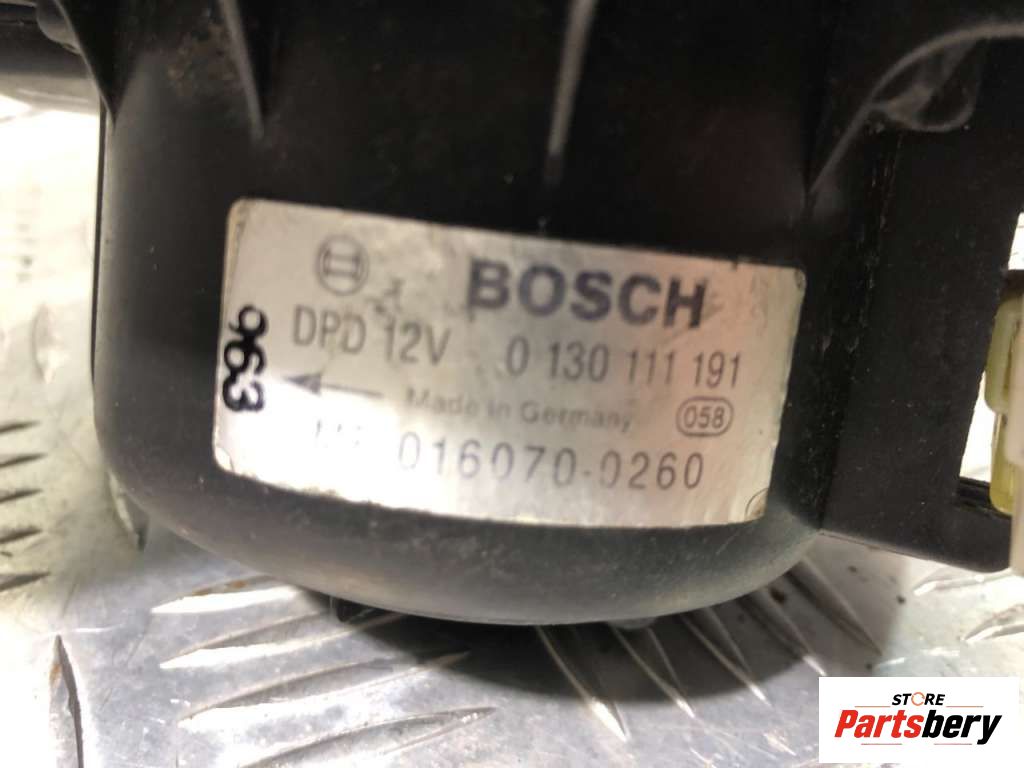 BOSCH
DPD 12V 0 130 111 191
Made in Germany 058
016070-0260
963
STORE
Partsbery